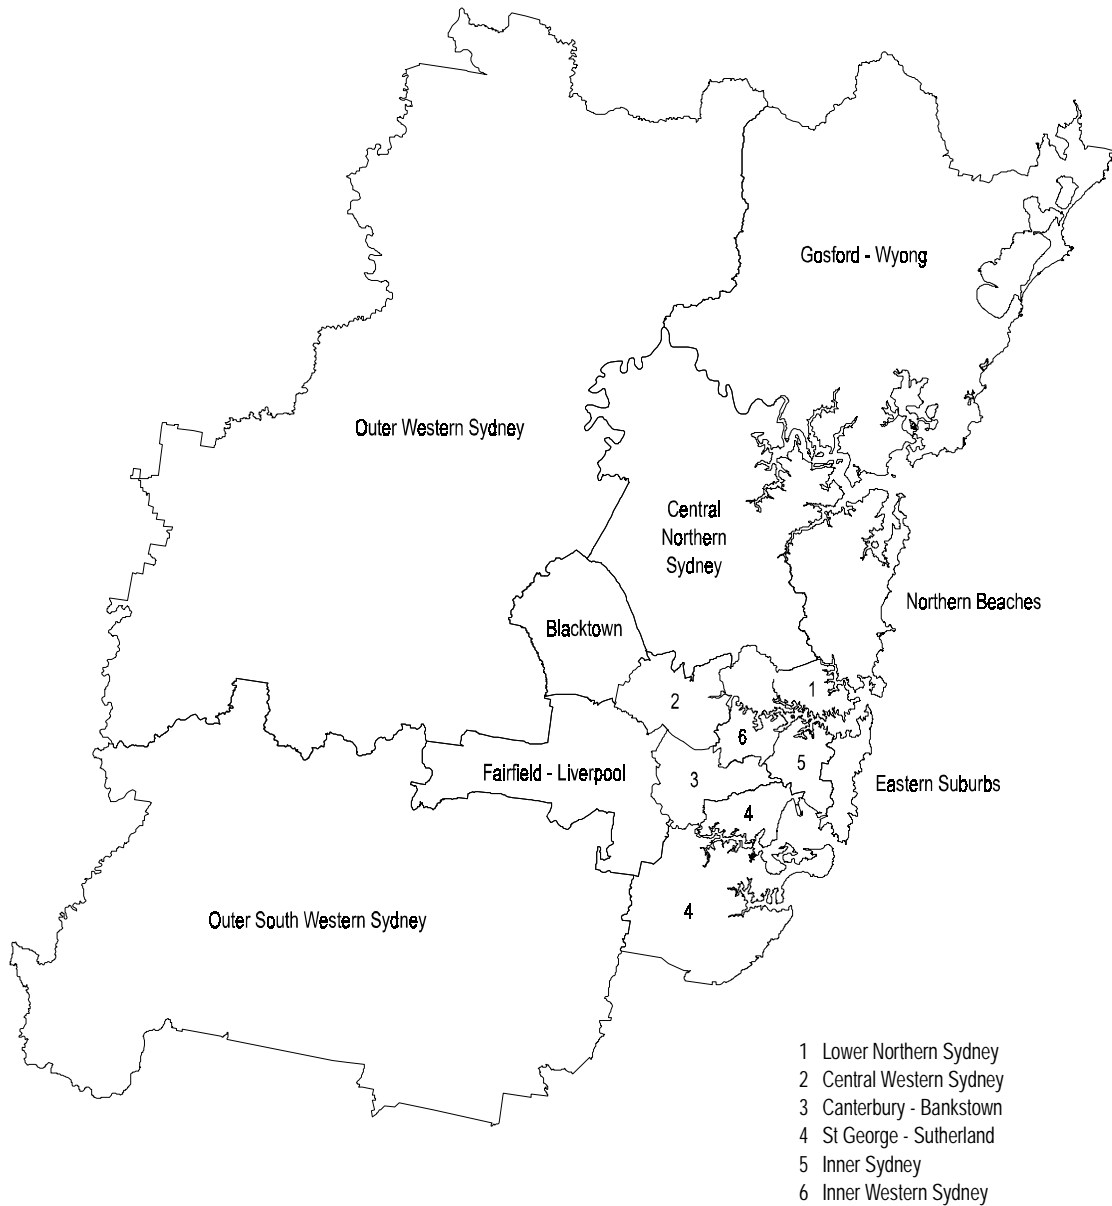 Gosford - Wyong
Outer Western Sydney
Central
Northern
Sydney
Northern Beaches
Blacktown
1
2
6
5
Fairfield - Liverpool
3
Eastern Suburbs
4
4
Outer South Western Sydney
1 Lower Northern Sydney
2 Central Western Sydney
3 Canterbury - Bankstown
4 St George - Sutherland
5 Inner Sydney
6 Inner Western Sydney